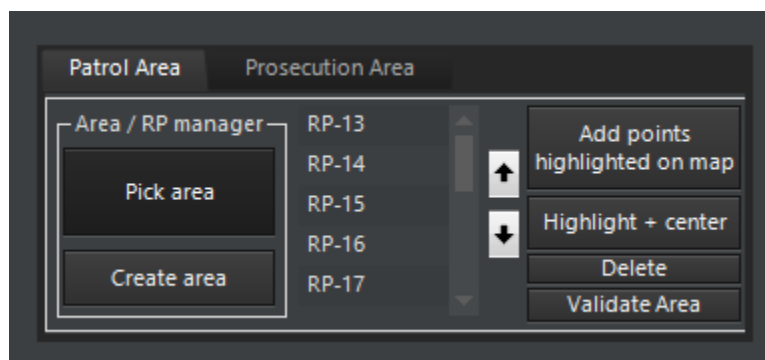 Patrol Area
Prosecution Area
Area / RP manager
Pick area
Create area
RP-13
RP-14
RP-15
RP-16
RP-17
Add points
highlighted on map
Highlight + center
Delete
Validate Area